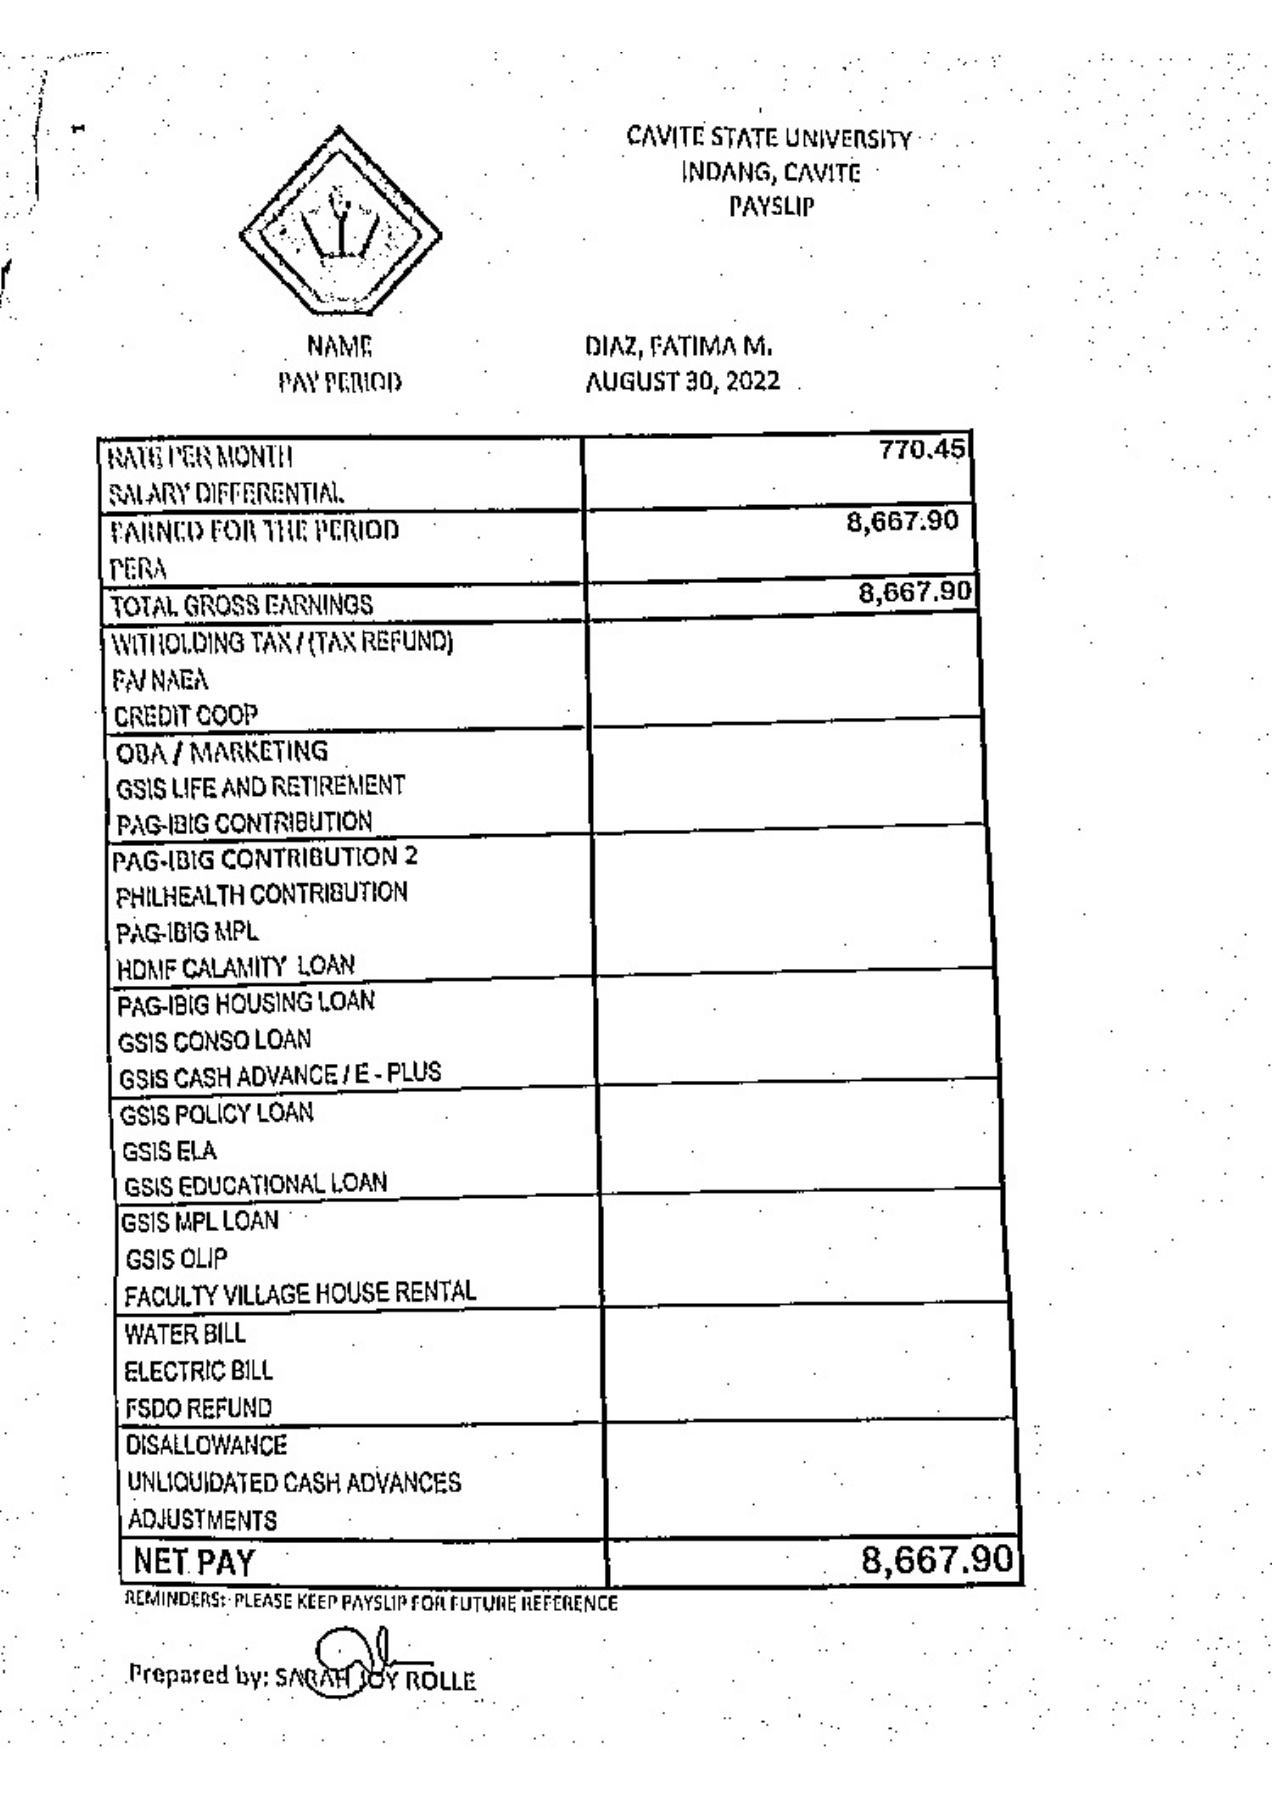 CAVITE STATE UNIVERSITY
INDANG, CAVITE
PAYSLIP
NAME DIAZ, FATIMA M.
PAY PERIOD AUGUST 30, 2022
RATE PER MONTH 770.45
SALARY DIFFERENTIAL
EARNED FOR THE PERIOD 8,667.90
PERA
TOTAL GROSS EARNINGS 8,667.90
WITHOLDING TAX / (TAX REFUND)
FA/ NAEA
CREDIT COOP
OBA / MARKETING
GSIS LIFE AND RETIREMENT
PAG-IBIG CONTRIBUTION
PAG-IBIG CONTRIBUTION 2
PHILHEALTH CONTRIBUTION
PAG-IBIG MPL
HDMF CALAMITY LOAN
PAG-IBIG HOUSING LOAN
GSIS CONSO LOAN
GSIS CASH ADVANCE / E - PLUS
GSIS POLICY LOAN
GSIS ELA
GSIS EDUCATIONAL LOAN
GSIS MPL LOAN
GSIS OLIP
FACULTY VILLAGE HOUSE RENTAL
WATER BILL
ELECTRIC BILL
FSDO REFUND
DISALLOWANCE
UNLIQUIDATED CASH ADVANCES
ADJUSTMENTS
NET PAY 8,667.90
REMINDERS: PLEASE KEEP PAYSLIP FOR FUTURE REFERENCE
Prepared by: SARAH JOY ROLLE